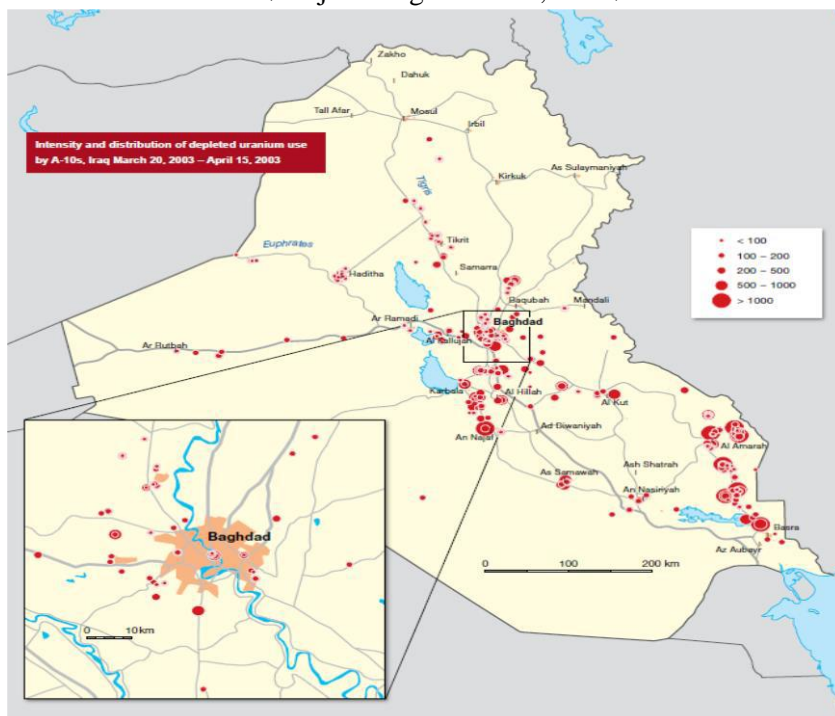 Zakho
Dahuk
Tall Afar
Mosul
Irbil
Intensity and distribution of depleted uranium use
by A-10s, Iraq March 20, 2003 – April 15, 2003
As Sulaymaniyah
Kirkuk
Tigris
Euphrates
Tikrit
Haditha
Samarra
< 100
100 – 200
200 – 500
500 – 1000
> 1000
Baqubah
Mandali
Ar Ramadi
Baghdad
Al Fallujah
Ar Rutbah
Karbala
Al Hillah
Al Kut
An Najaf
Ad Diwaniyah
Al Amarah
As Samawah
Ash Shatrah
An Nasiriyah
Basra
Az Zubayr
0 100 200 km
Baghdad
0 10 km